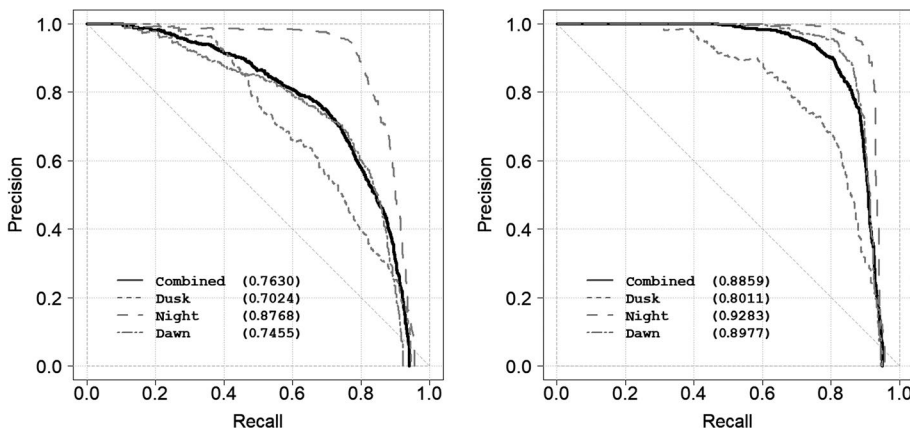 1.0
0.8
0.6
0.4
0.2
0.0
Precision
Combined (0.7630)
Dusk (0.7024)
Night (0.8768)
Dawn (0.7455)
0.0 0.2 0.4 0.6 0.8 1.0
Recall
1.0
0.8
0.6
0.4
0.2
0.0
Precision
Combined (0.8859)
Dusk (0.8011)
Night (0.9283)
Dawn (0.8977)
0.0 0.2 0.4 0.6 0.8 1.0
Recall